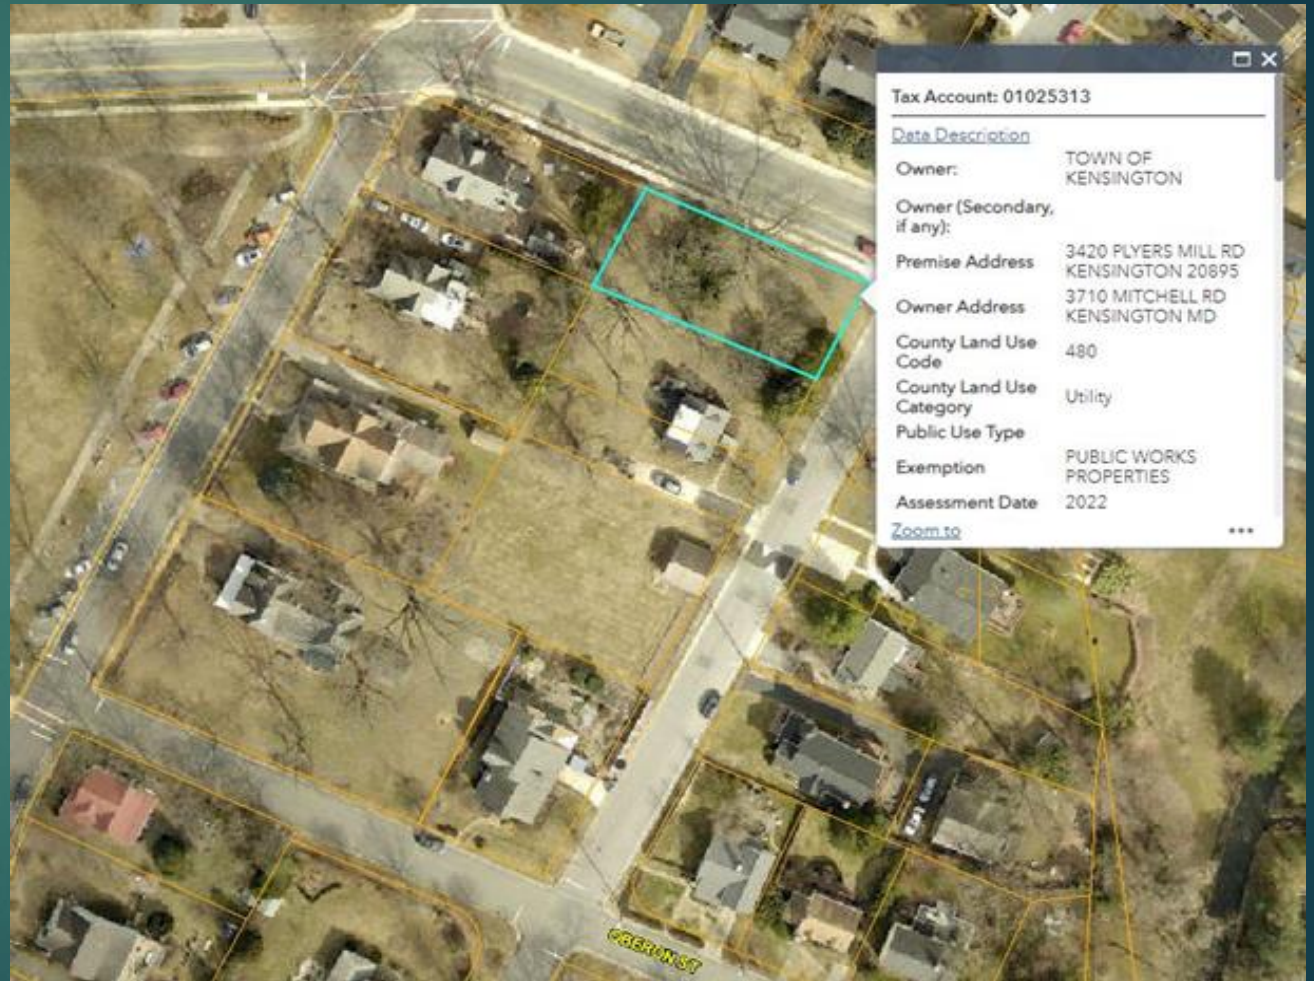 Tax Account: 01025313
Data Description
Owner:
TOWN OF
KENSINGTON
Owner (Secondary,
if any):
Premise Address
3420 PLYERS MILL RD
KENSINGTON 20895
Owner Address
3710 MITCHELL RD
KENSINGTON MD
County Land Use
Code
480
County Land Use
Category
Utility
Public Use Type
Exemption
PUBLIC WORKS
PROPERTIES
Assessment Date
2022
Zoom to
OBERON ST